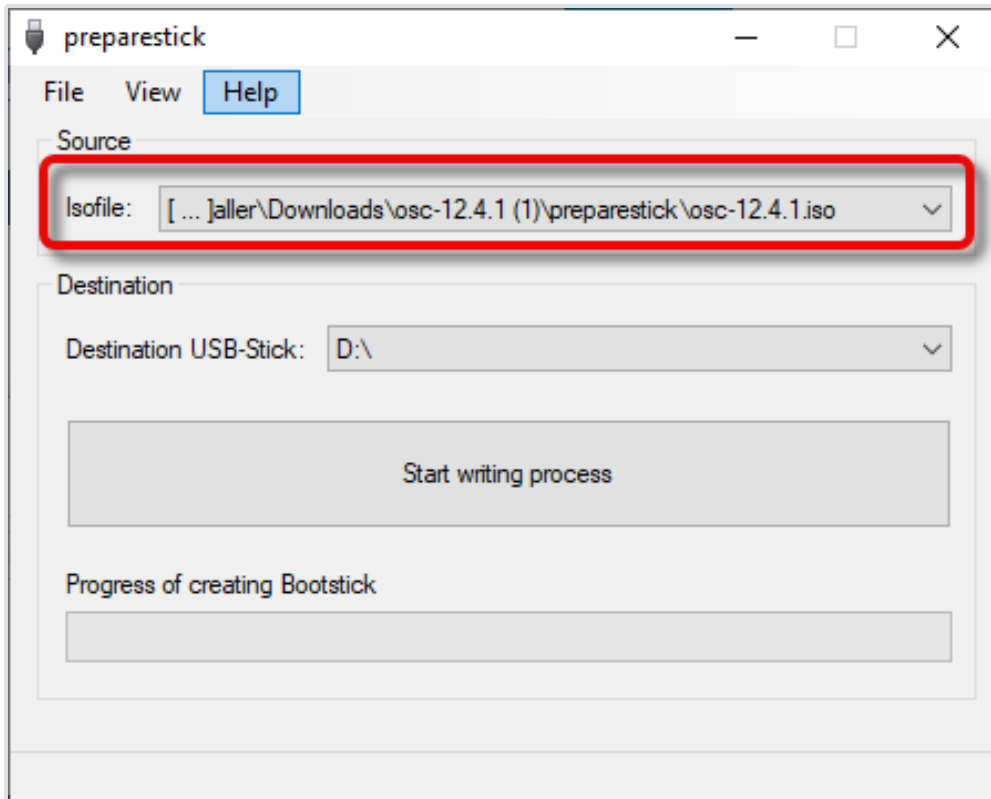 preparestick
File View Help
Source
Isofile: [ ... ]aller\Downloads\osc-12.4.1 (1)\preparestick\osc-12.4.1.iso
Destination
Destination USB-Stick: D:\
Start writing process
Progress of creating Bootstick